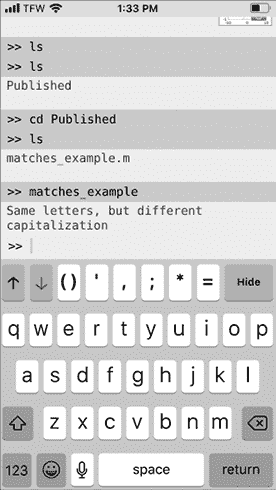 TFW 1:33 PM
>> ls
>> ls
Published
>> cd Published
>> ls
matches_example.m
>> matches_example
Same letters, but different
capitalization
>>
↑ ↓ () ' , ; * = Hide
q w e r t y u i o p
a s d f g h j k l
z x c v b n m
123 space return